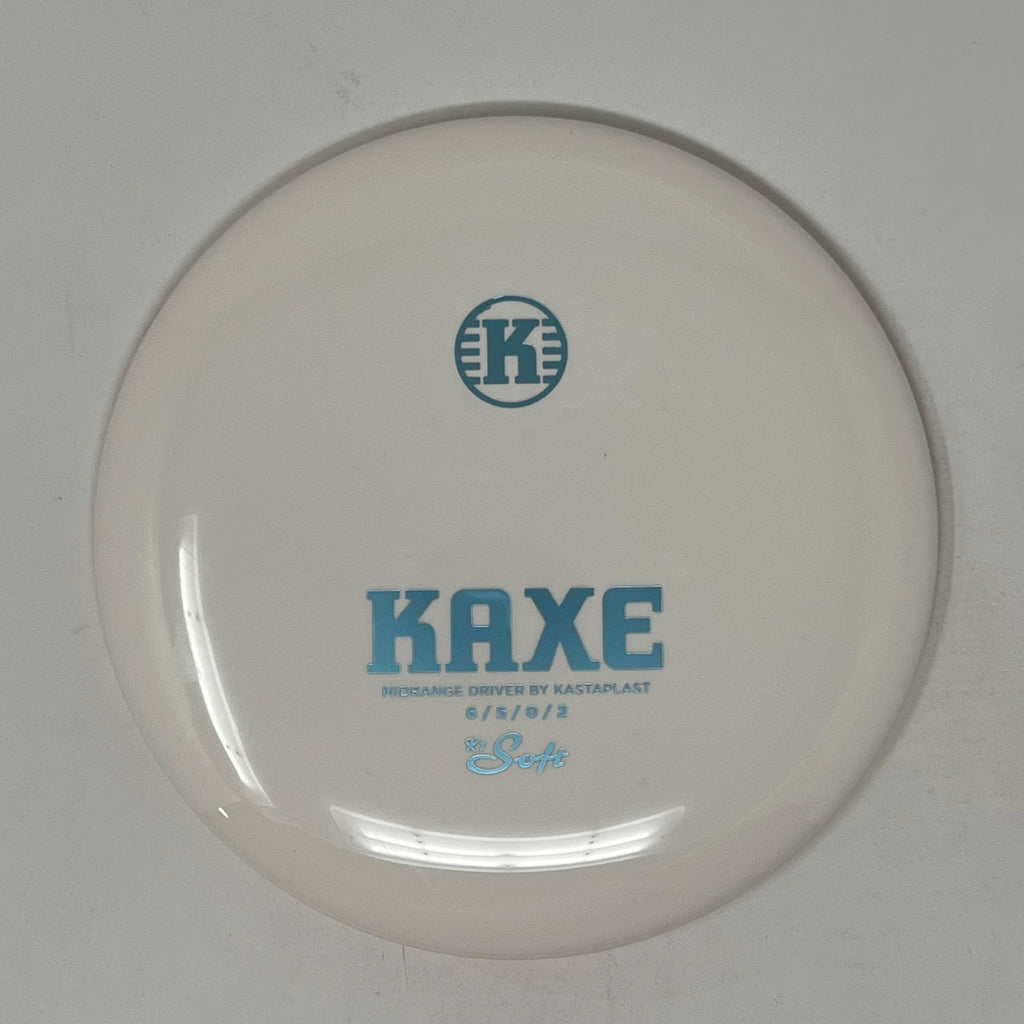 K
KAXE
MIDRANGE DRIVER BY KASTAPLAST
6 / 5 / 0 / 2
K1 Soft